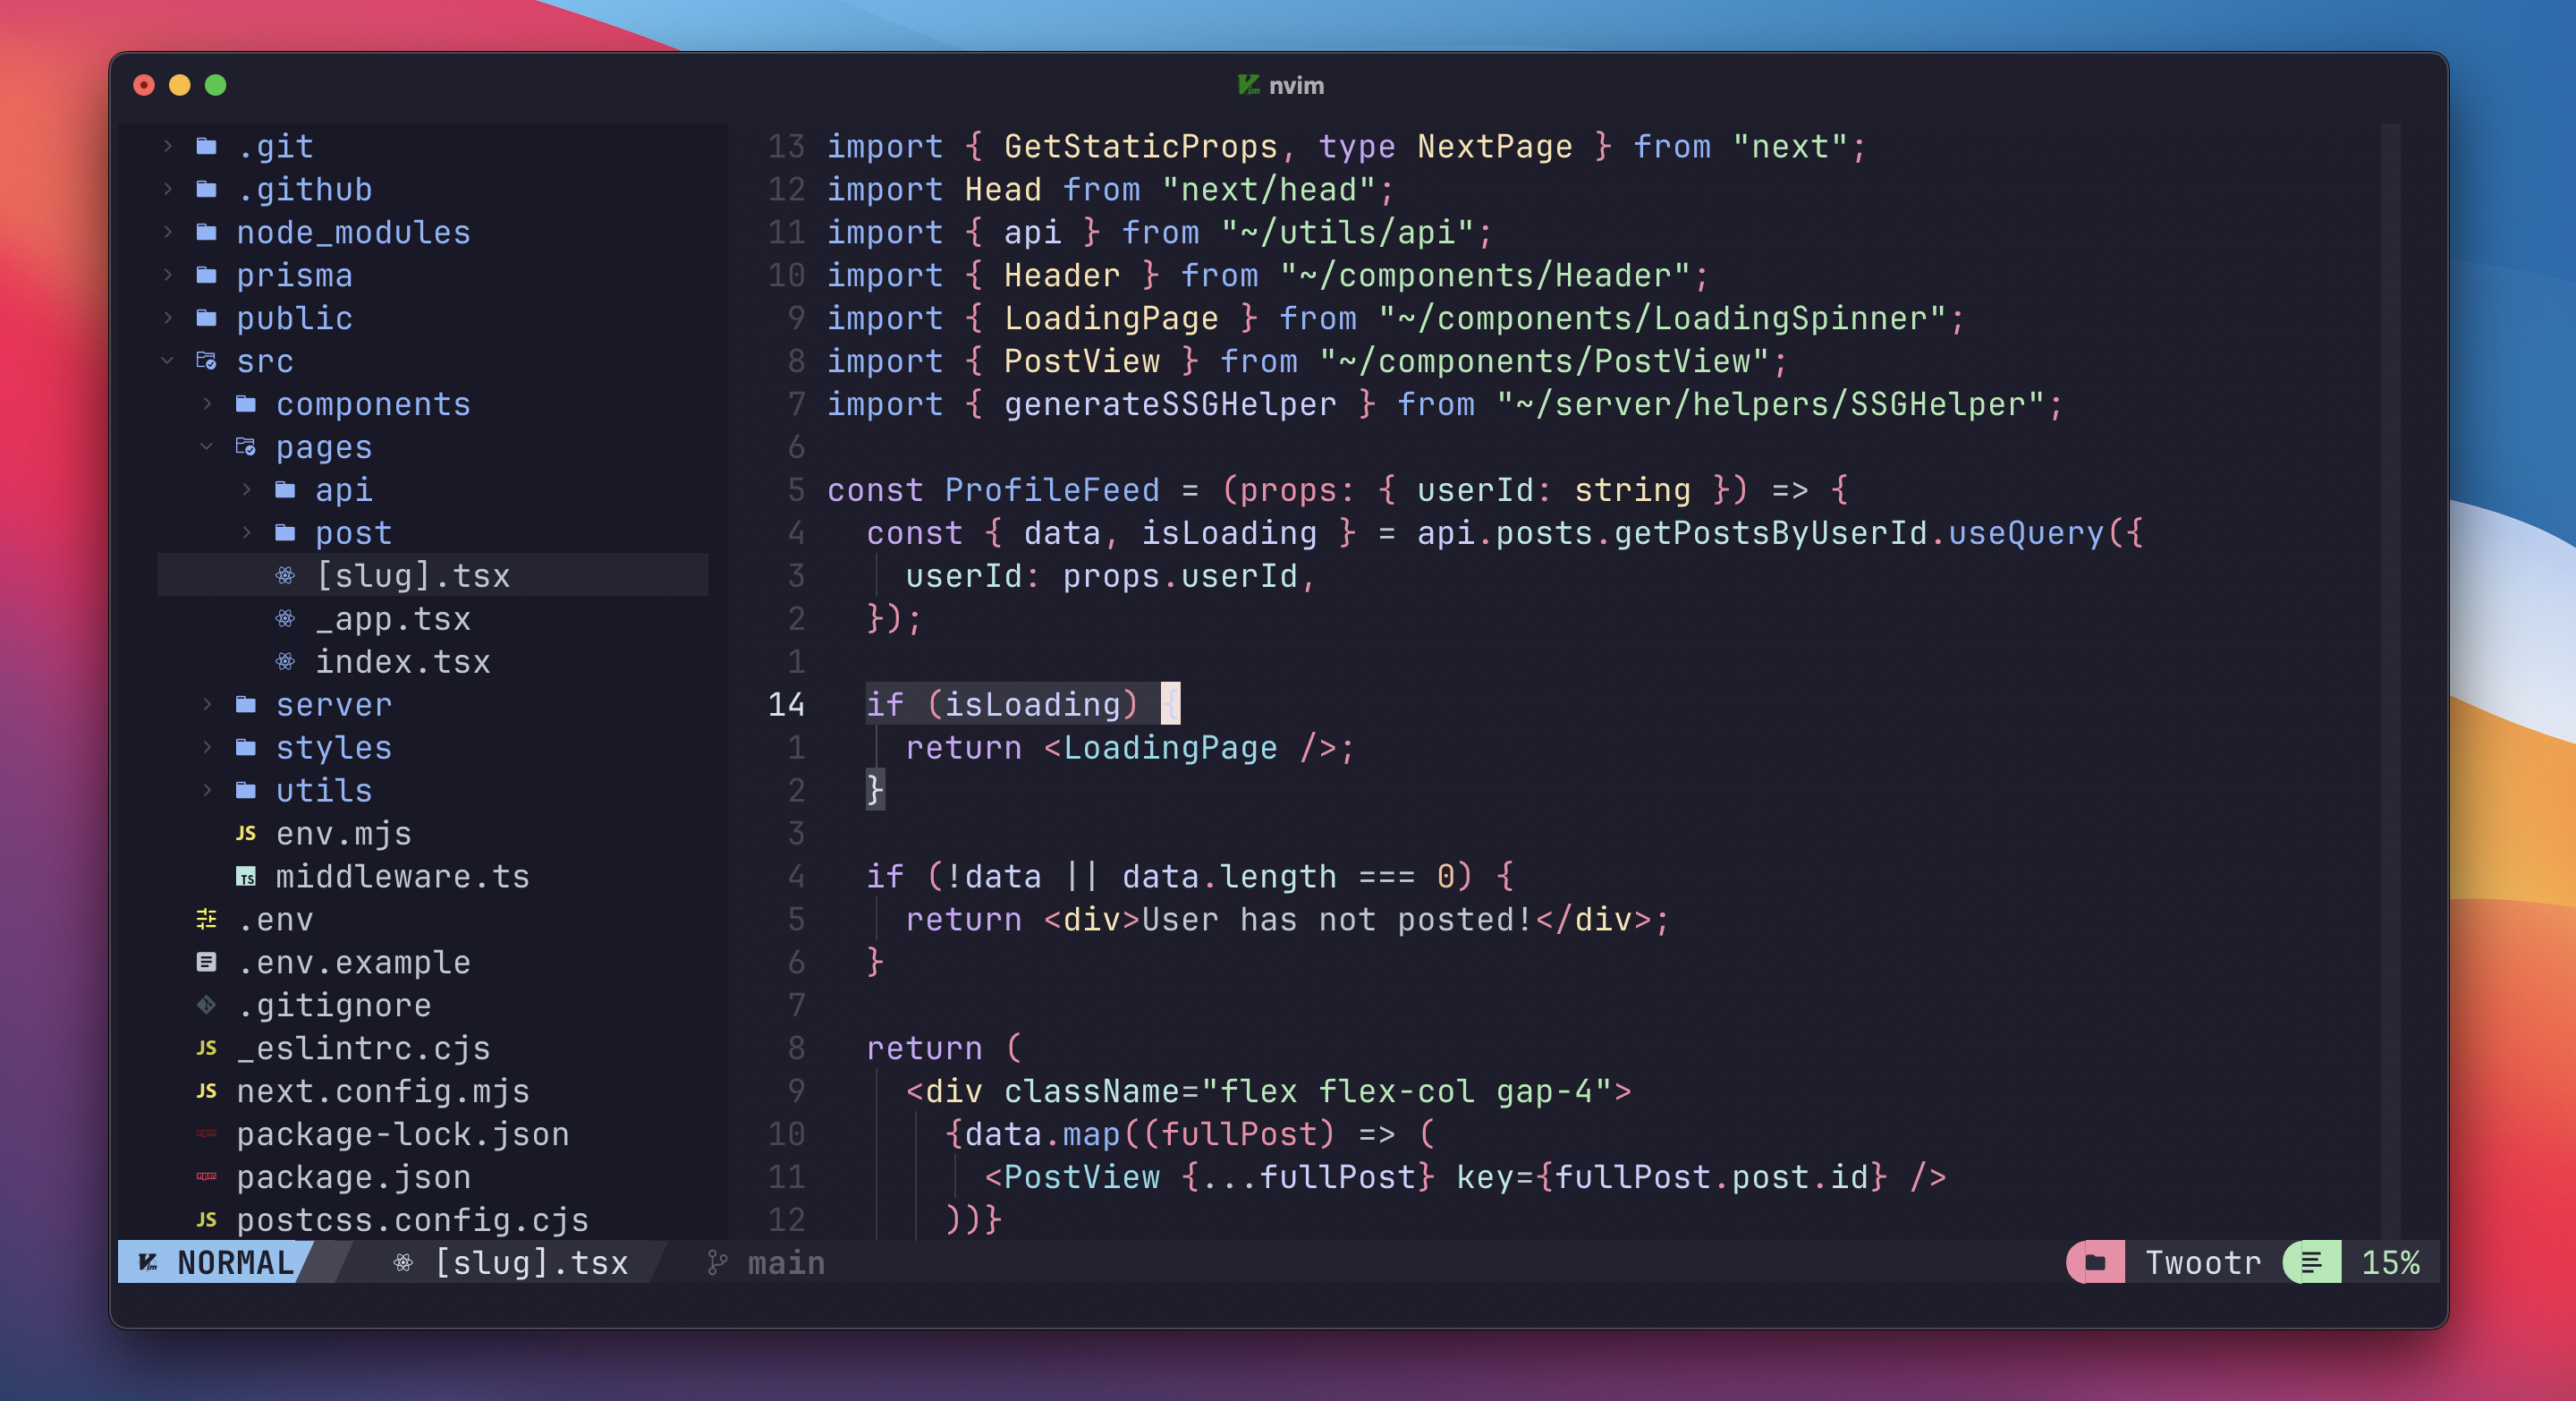 nvim
.git
.github
node_modules
prisma
public
src
components
pages
api
post
[slug].tsx
_app.tsx
index.tsx
server
styles
utils
JS env.mjs
TS middleware.ts
.env
.env.example
.gitignore
JS _eslintrc.cjs
JS next.config.mjs
package-lock.json
package.json
JS postcss.config.cjs
13 import { GetStaticProps, type NextPage } from "next";
12 import Head from "next/head";
11 import { api } from "~/utils/api";
10 import { Header } from "~/components/Header";
9 import { LoadingPage } from "~/components/LoadingSpinner";
8 import { PostView } from "~/components/PostView";
7 import { generateSSGHelper } from "~/server/helpers/SSGHelper";
6
5 const ProfileFeed = (props: { userId: string }) => {
4   const { data, isLoading } = api.posts.getPostsByUserId.useQuery({
3     userId: props.userId,
2   });
1
14   if (isLoading) {
1     return <LoadingPage />;
2   }
3
4   if (!data || data.length === 0) {
5     return <div>User has not posted!</div>;
6   }
7
8   return (
9     <div className="flex flex-col gap-4">
10       {data.map((fullPost) => (
11         <PostView {...fullPost} key={fullPost.post.id} />
12       ))}
NORMAL [slug].tsx main Twootr 15%